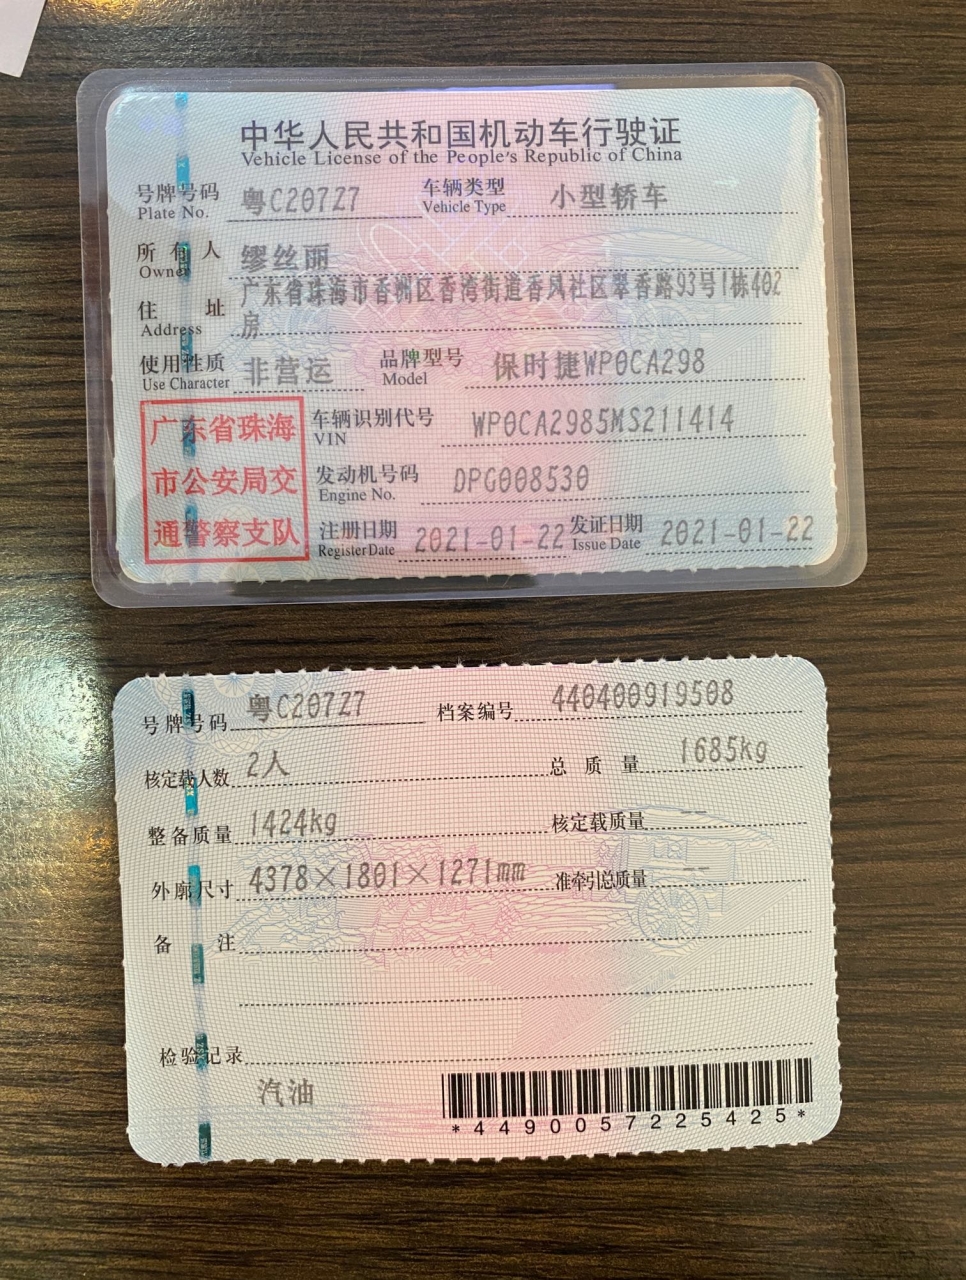 中华人民共和国机动车行驶证
Vehicle License of the People's Republic of China
号牌号码 粤C207Z7 车辆类型 小型轿车
Plate No. Vehicle Type
所有人 缪丝丽
Owner
广东省珠海市香洲区香湾街道香凤社区翠香路93号1栋402
住址 房
Address
使用性质 非营运 品牌型号 保时捷WP0CA298
Use Character Model
广东省珠海
市公安局交
通警察支队
车辆识别代号 WP0CA2985MS211414
VIN
发动机号码 DPG008530
Engine No.
注册日期 2021-01-22 发证日期 2021-01-22
Register Date Issue Date
号牌号码 粤C207Z7 档案编号 440400919508
核定载人数 2人 总质量 1685kg
整备质量 1424kg 核定载质量 --
外廓尺寸 4378×1801×1271mm 准牵引总质量 --
备注
检验记录
汽油
*4490057225425*